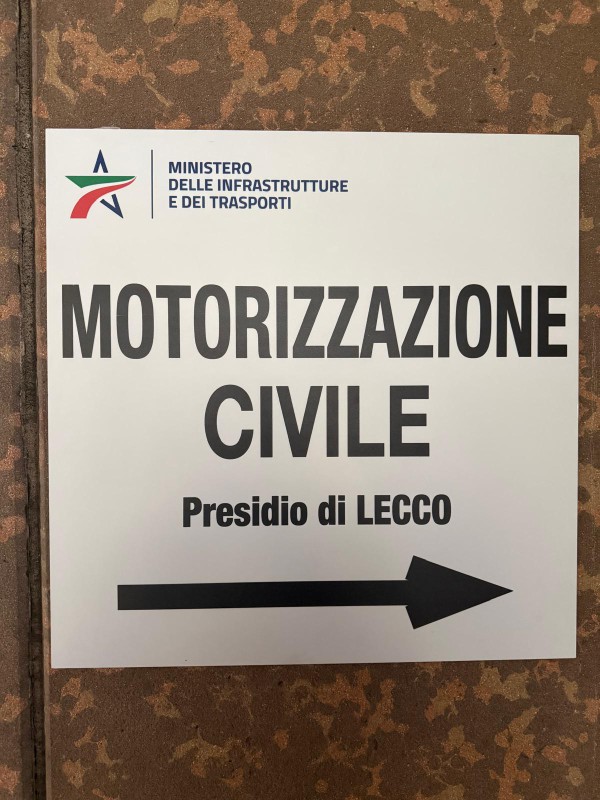 MINISTERO
DELLE INFRASTRUTTURE
E DEI TRASPORTI
MOTORIZZAZIONE
CIVILE
Presidio di LECCO